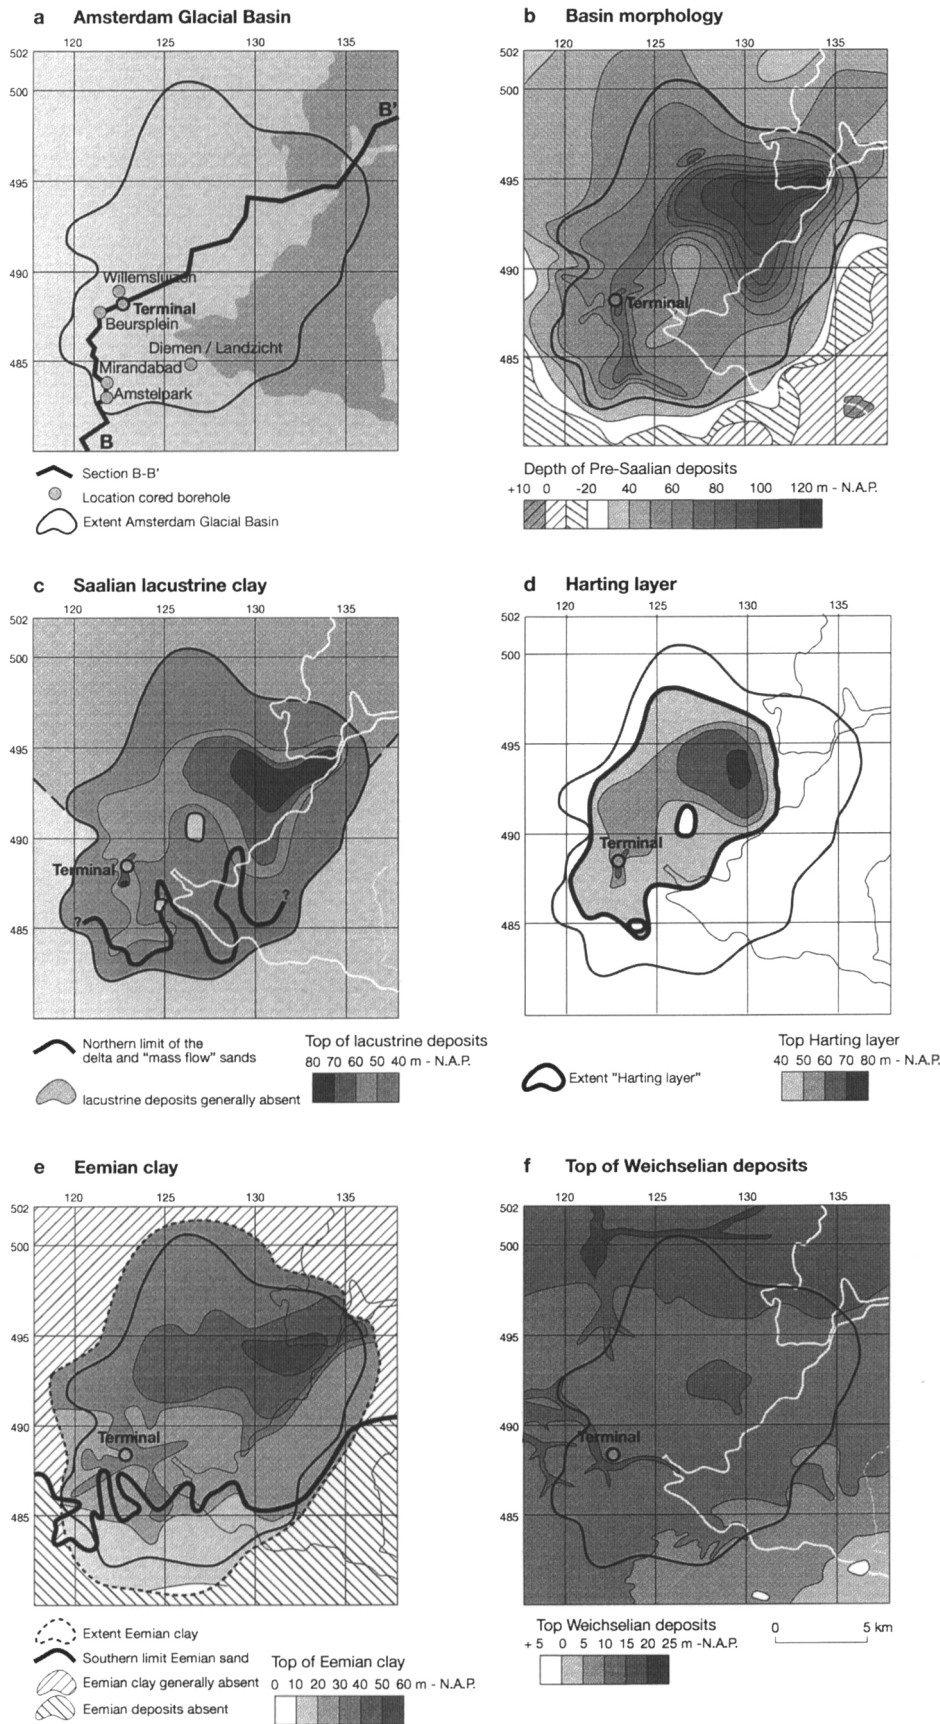 a Amsterdam Glacial Basin
120 125 130 135
502
500
495
490
485
B'
Willemsluizen
Terminal
Beursplein
Diemen / Landzicht
Mirandabad
Amstelpark
B
Section B-B'
Location cored borehole
Extent Amsterdam Glacial Basin
b Basin morphology
120 125 130 135
502
500
495
490
485
Terminal
Depth of Pre-Saalian deposits
+10 0 -20 40 60 80 100 120 m - N.A.P.
c Saalian lacustrine clay
120 125 130 135
502
500
495
490
485
Terminal
?
?
Northern limit of the
delta and "mass flow" sands
lacustrine deposits generally absent
Top of lacustrine deposits
80 70 60 50 40 m - N.A.P.
d Harting layer
120 125 130 135
502
500
495
490
485
Terminal
Extent "Harting layer"
Top Harting layer
40 50 60 70 80 m - N.A.P.
e Eemian clay
120 125 130 135
502
500
495
490
485
Terminal
Extent Eemian clay
Southern limit Eemian sand
Eemian clay generally absent
Eemian deposits absent
Top of Eemian clay
0 10 20 30 40 50 60 m - N.A.P.
f Top of Weichselian deposits
120 125 130 135
502
500
495
490
485
Terminal
Top Weichselian deposits
+ 5 0 5 10 15 20 25 m -N.A.P.
0 5 km